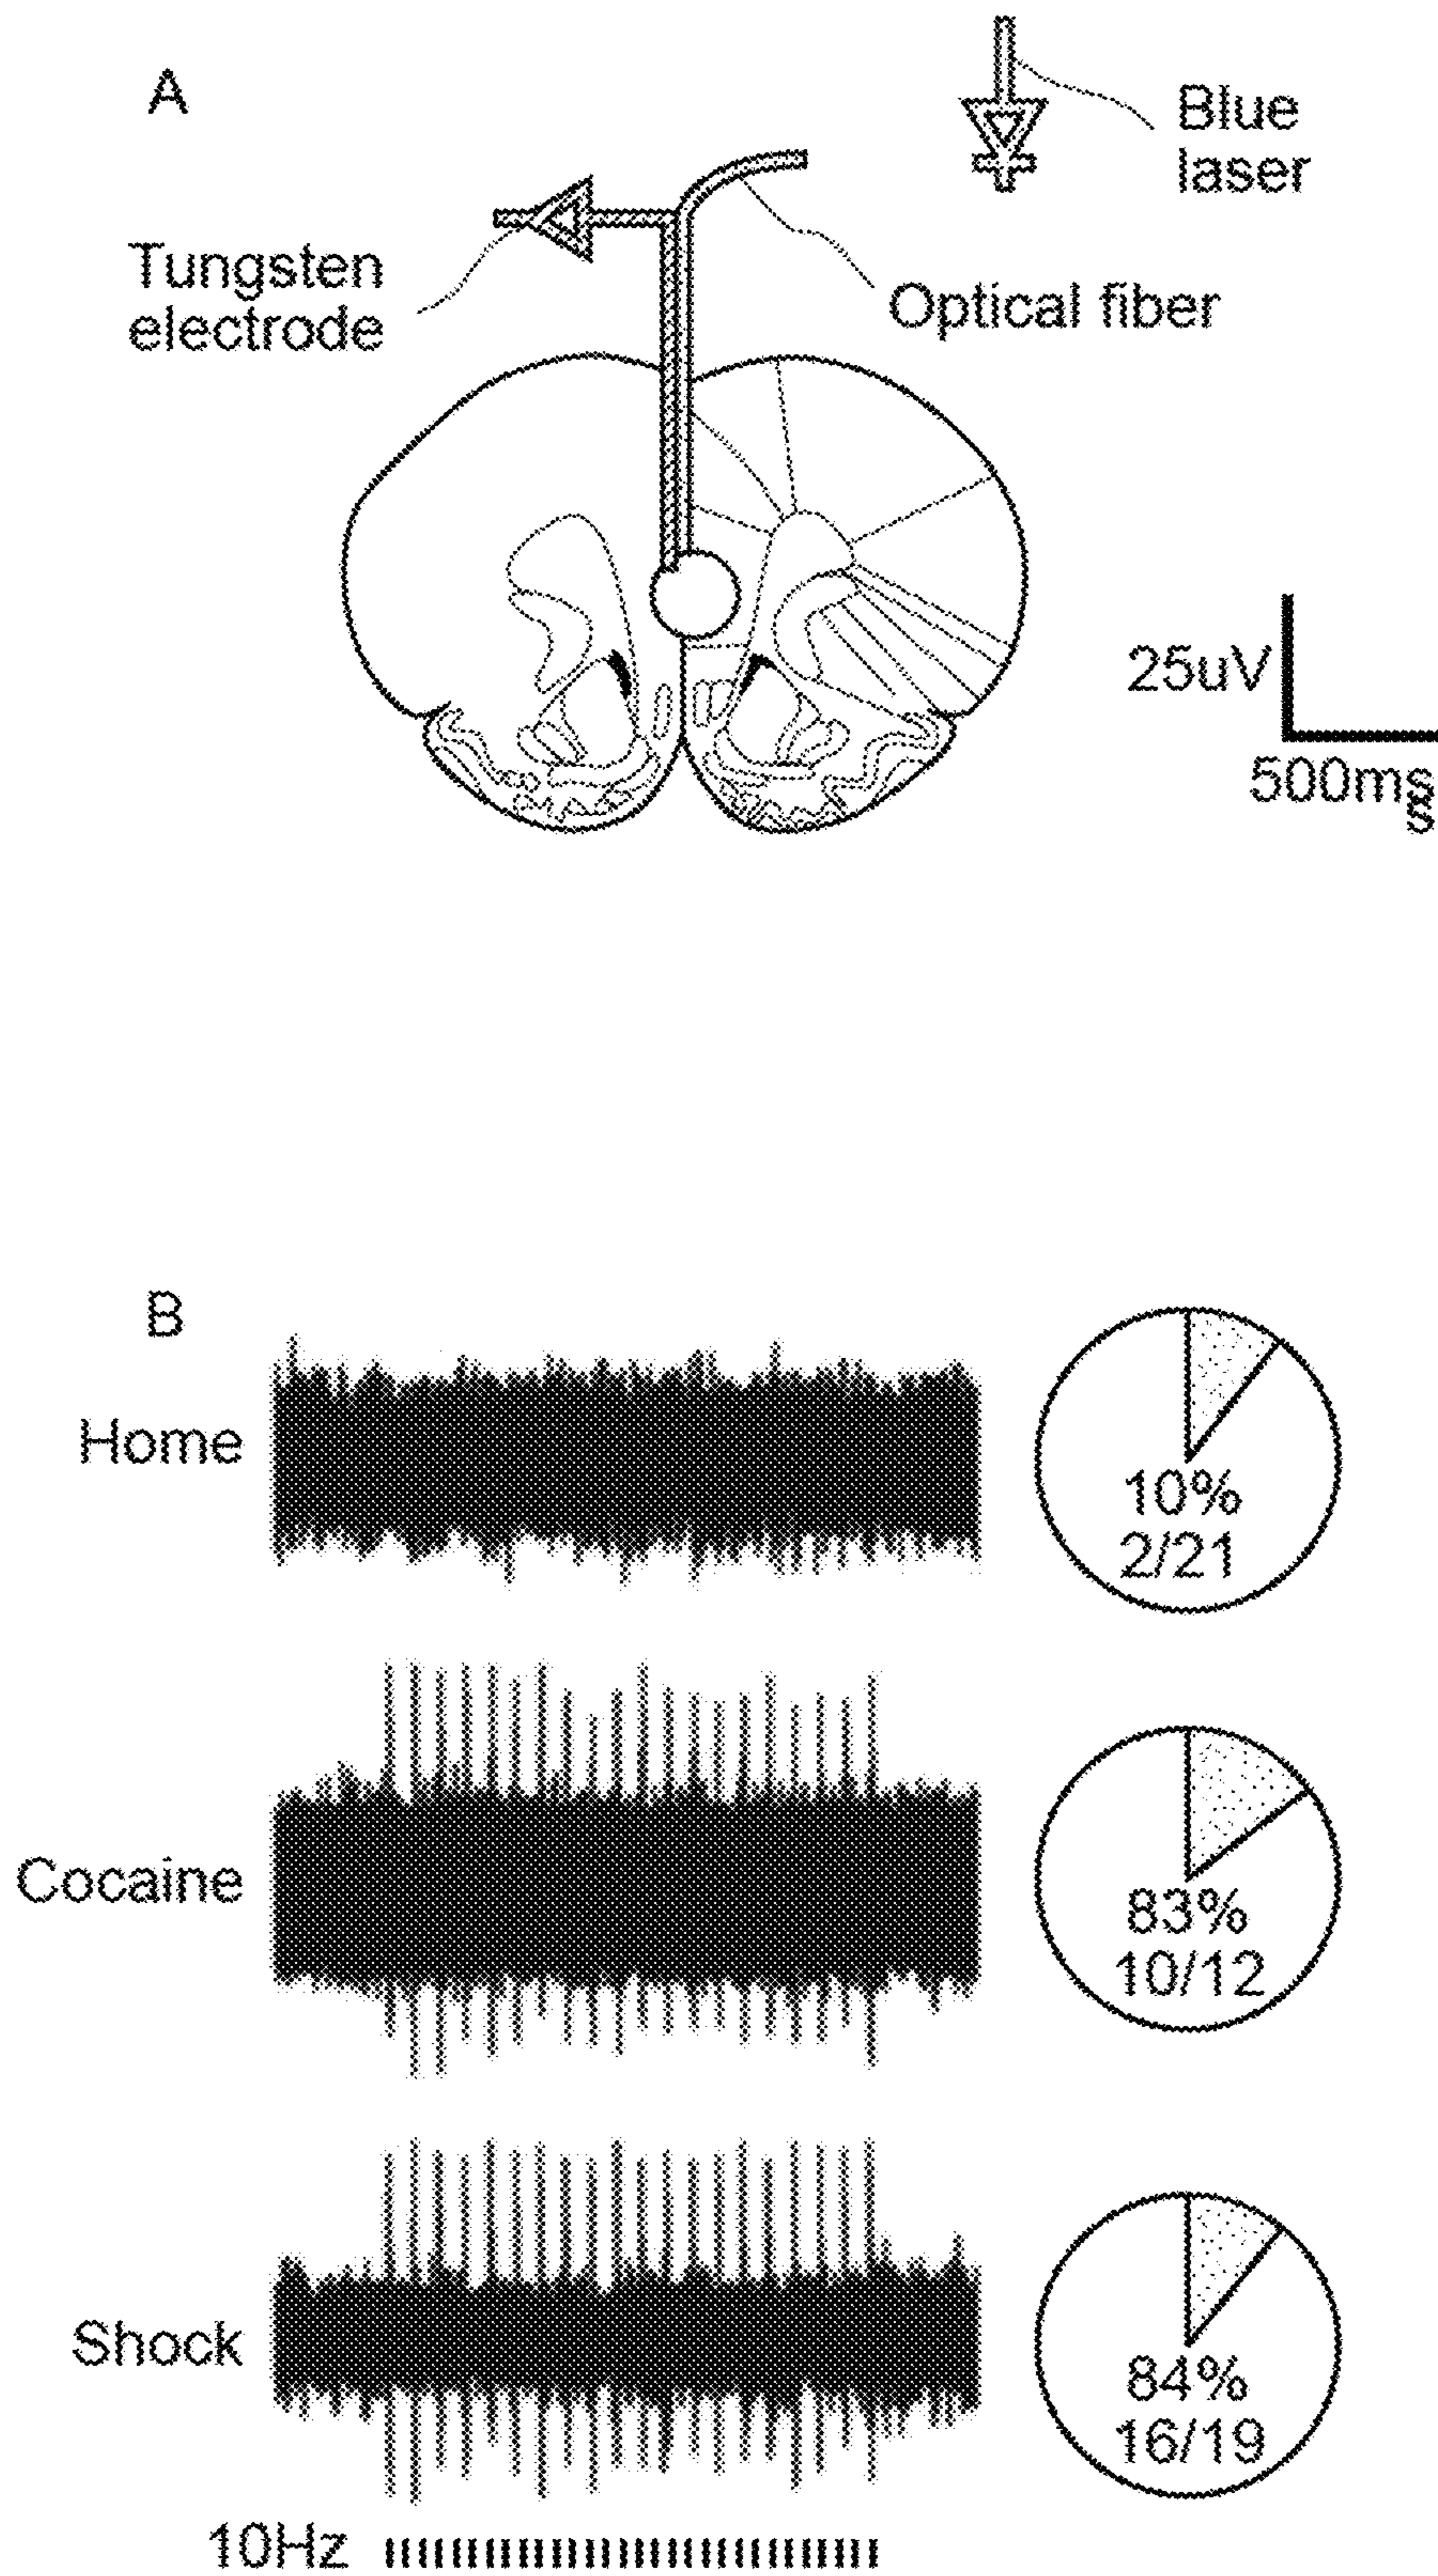 A
Blue
laser
Tungsten
electrode
Optical fiber
25uV
500ms
s
B
Home
10%
2/21
Cocaine
83%
10/12
Shock
84%
16/19
10Hz